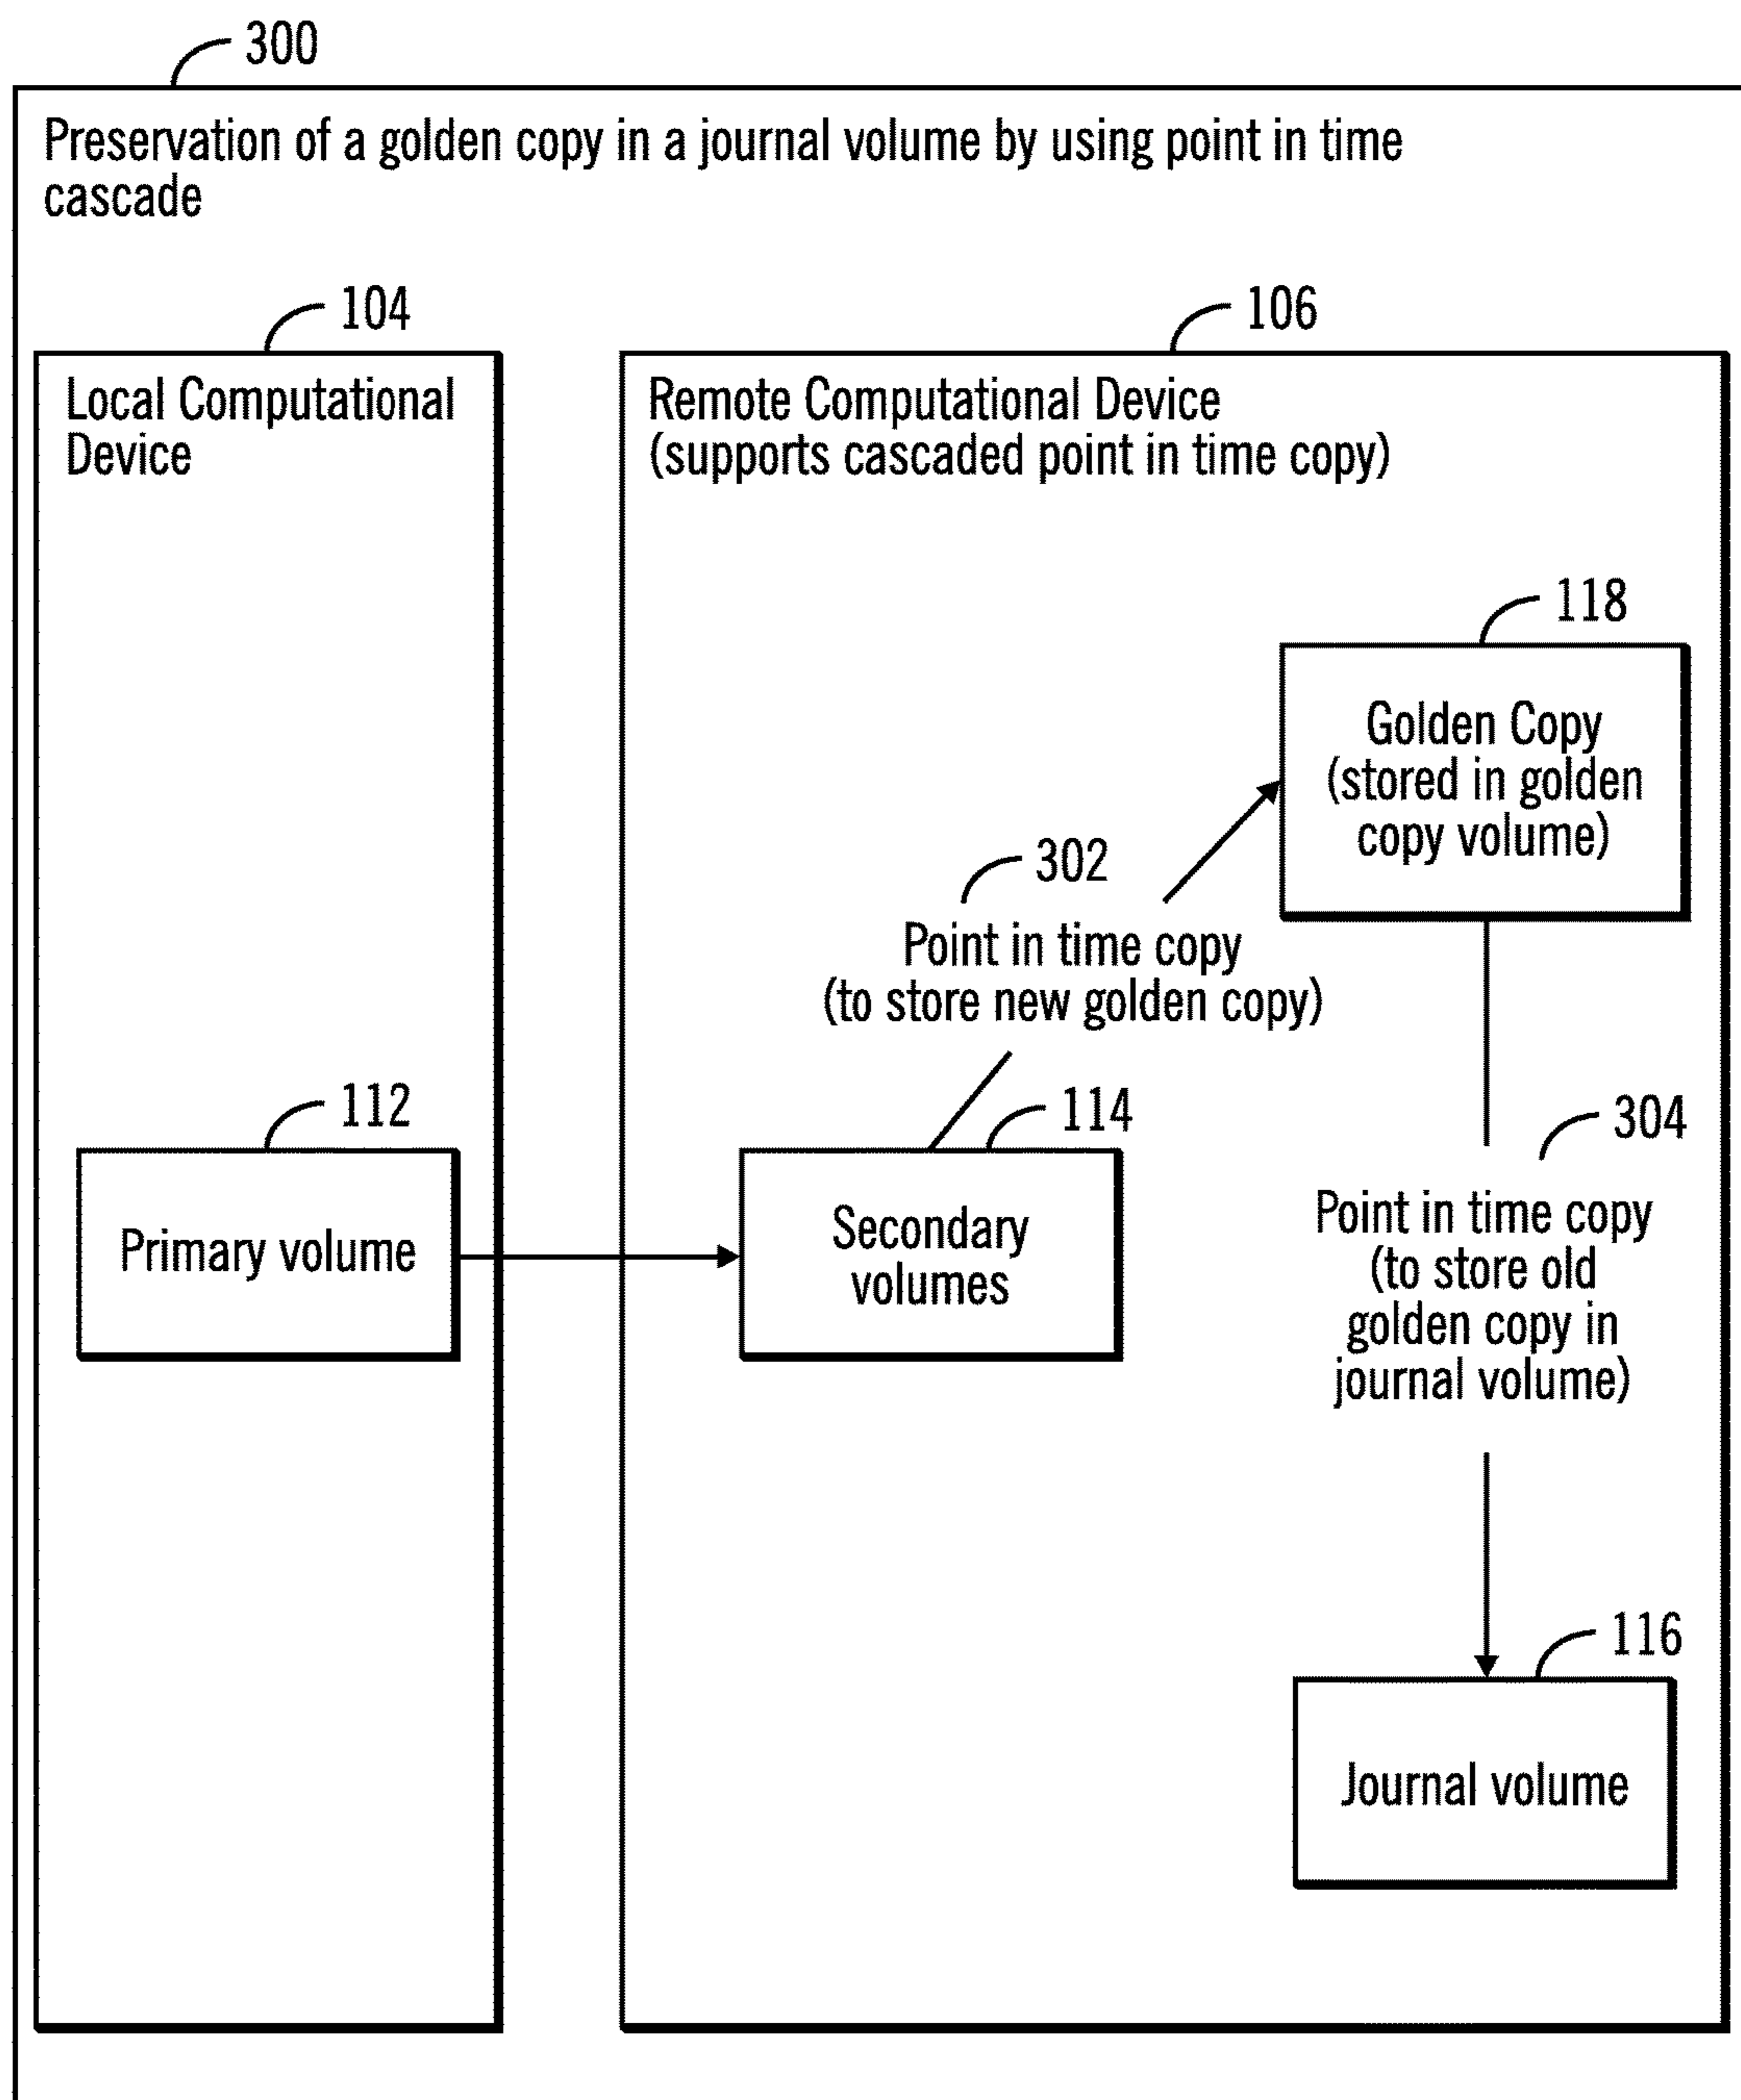 300
Preservation of a golden copy in a journal volume by using point in time
cascade
104
Local Computational
Device
106
Remote Computational Device
(supports cascaded point in time copy)
118
Golden Copy
(stored in golden
copy volume)
302
Point in time copy
(to store new golden copy)
112
Primary volume
114
Secondary
volumes
304
Point in time copy
(to store old
golden copy in
journal volume)
116
Journal volume